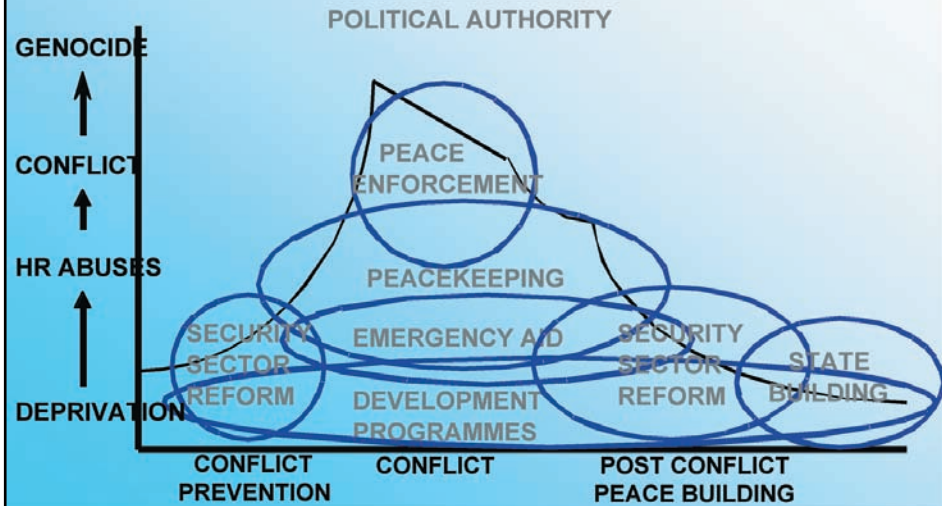 POLITICAL AUTHORITY
GENOCIDE
CONFLICT
HR ABUSES
DEPRIVATION
PEACE
ENFORCEMENT
PEACEKEEPING
EMERGENCY AID
SECURITY
SECTOR
REFORM
DEVELOPMENT
PROGRAMMES
SECURITY
SECTOR
REFORM
STATE
BUILDING
CONFLICT
PREVENTION
CONFLICT
POST CONFLICT
PEACE BUILDING